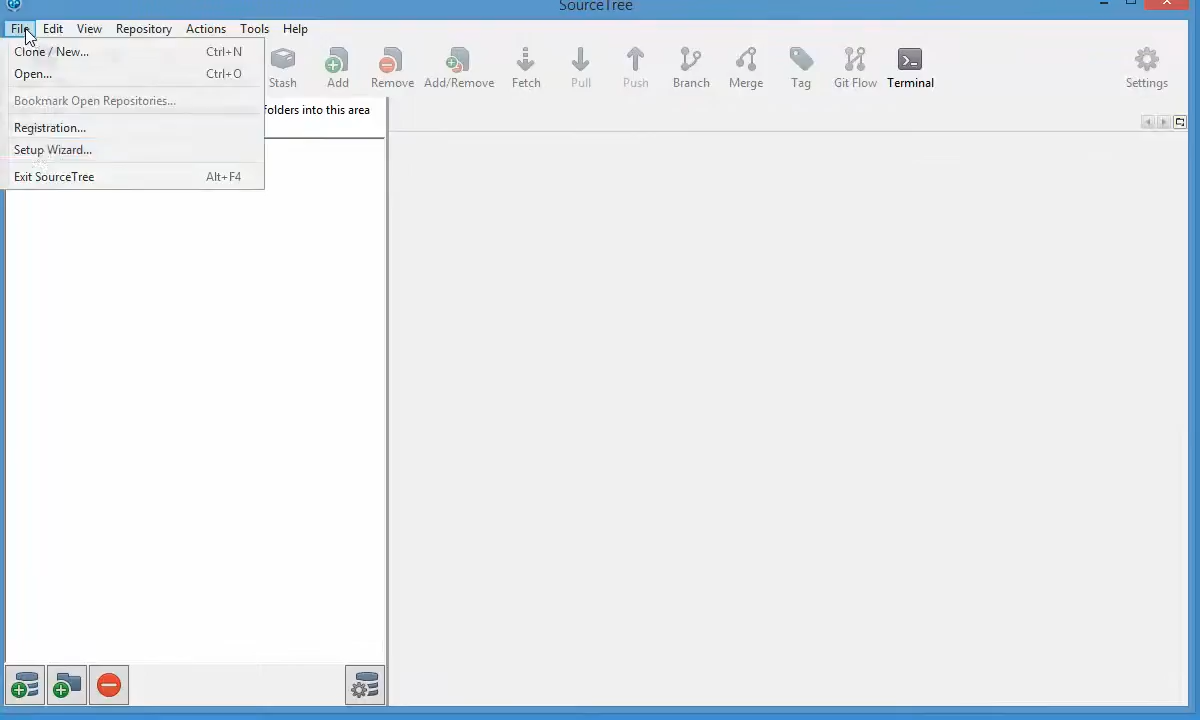 SourceTree
File Edit View Repository Actions Tools Help
Clone / New... Ctrl+N
Open... Ctrl+O
Bookmark Open Repositories...
Registration...
Setup Wizard...
Exit SourceTree Alt+F4
Stash Add Remove Add/Remove Fetch Pull Push Branch Merge Tag Git Flow Terminal Settings
folders into this area